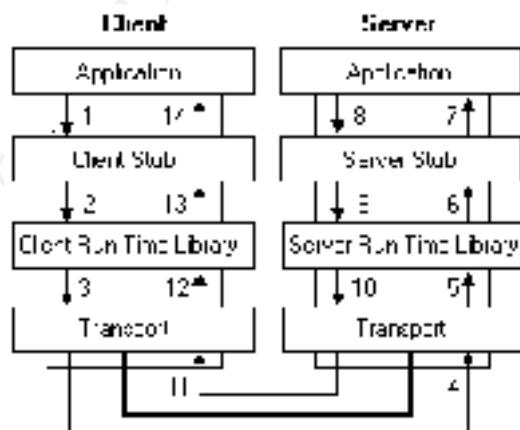 Client Server
Application Application
1 14 8 7
Client Stub Server Stub
2 13 9 6
Client Run Time Library Server Run Time Library
3 12 10 5
Transport Transport
11 4